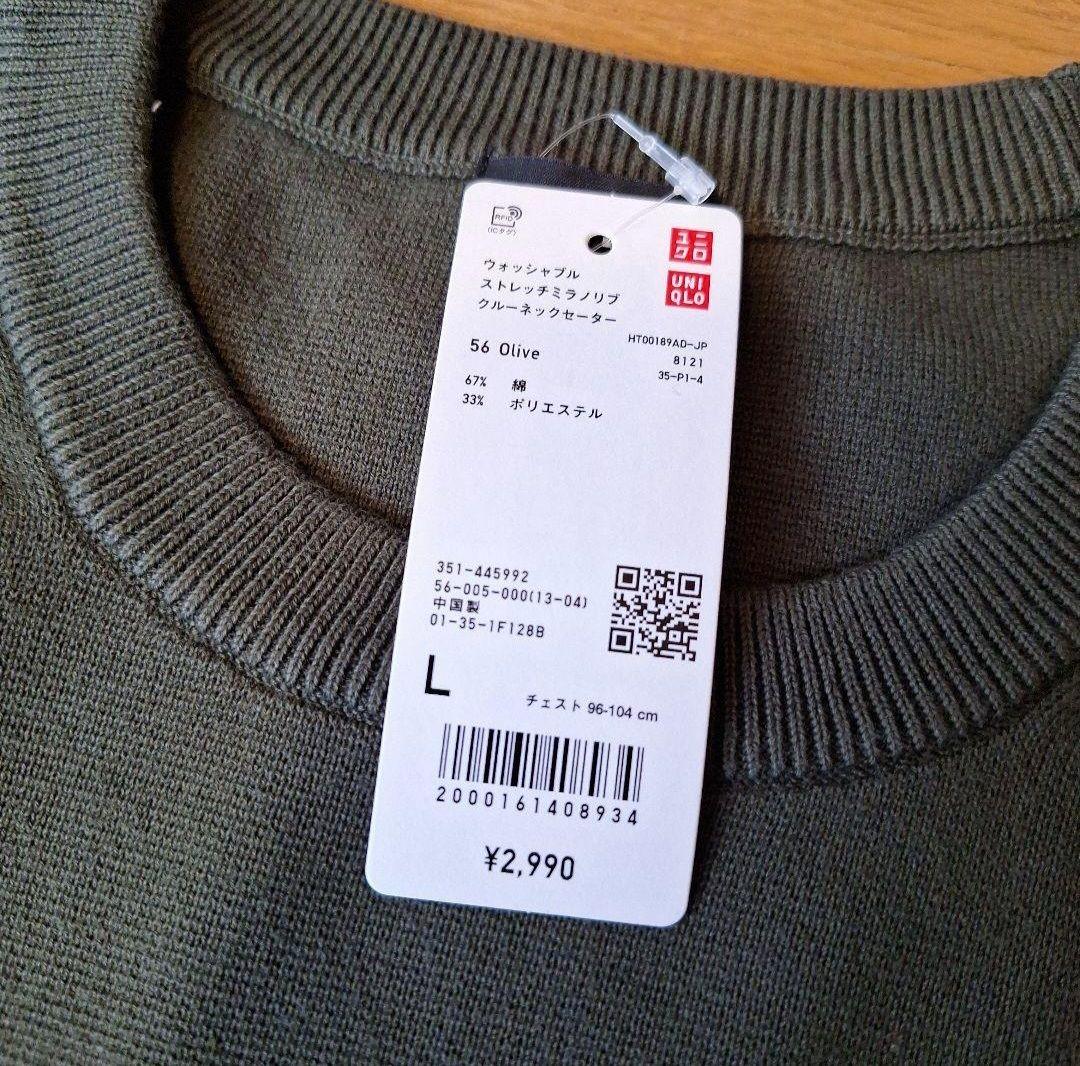 RFID
(ICタグ)
ユニ
クロ
UNI
QLO
ウォッシャブル
ストレッチミラノリブ
クルーネックセーター
HT00189AD-JP
8121
35-P1-4
56 Olive
67% 綿
33% ポリエステル
351-445992
56-005-000(13-04)
中国製
01-35-1F128B
L
チェスト 96-104 cm
2000161408934
¥2,990